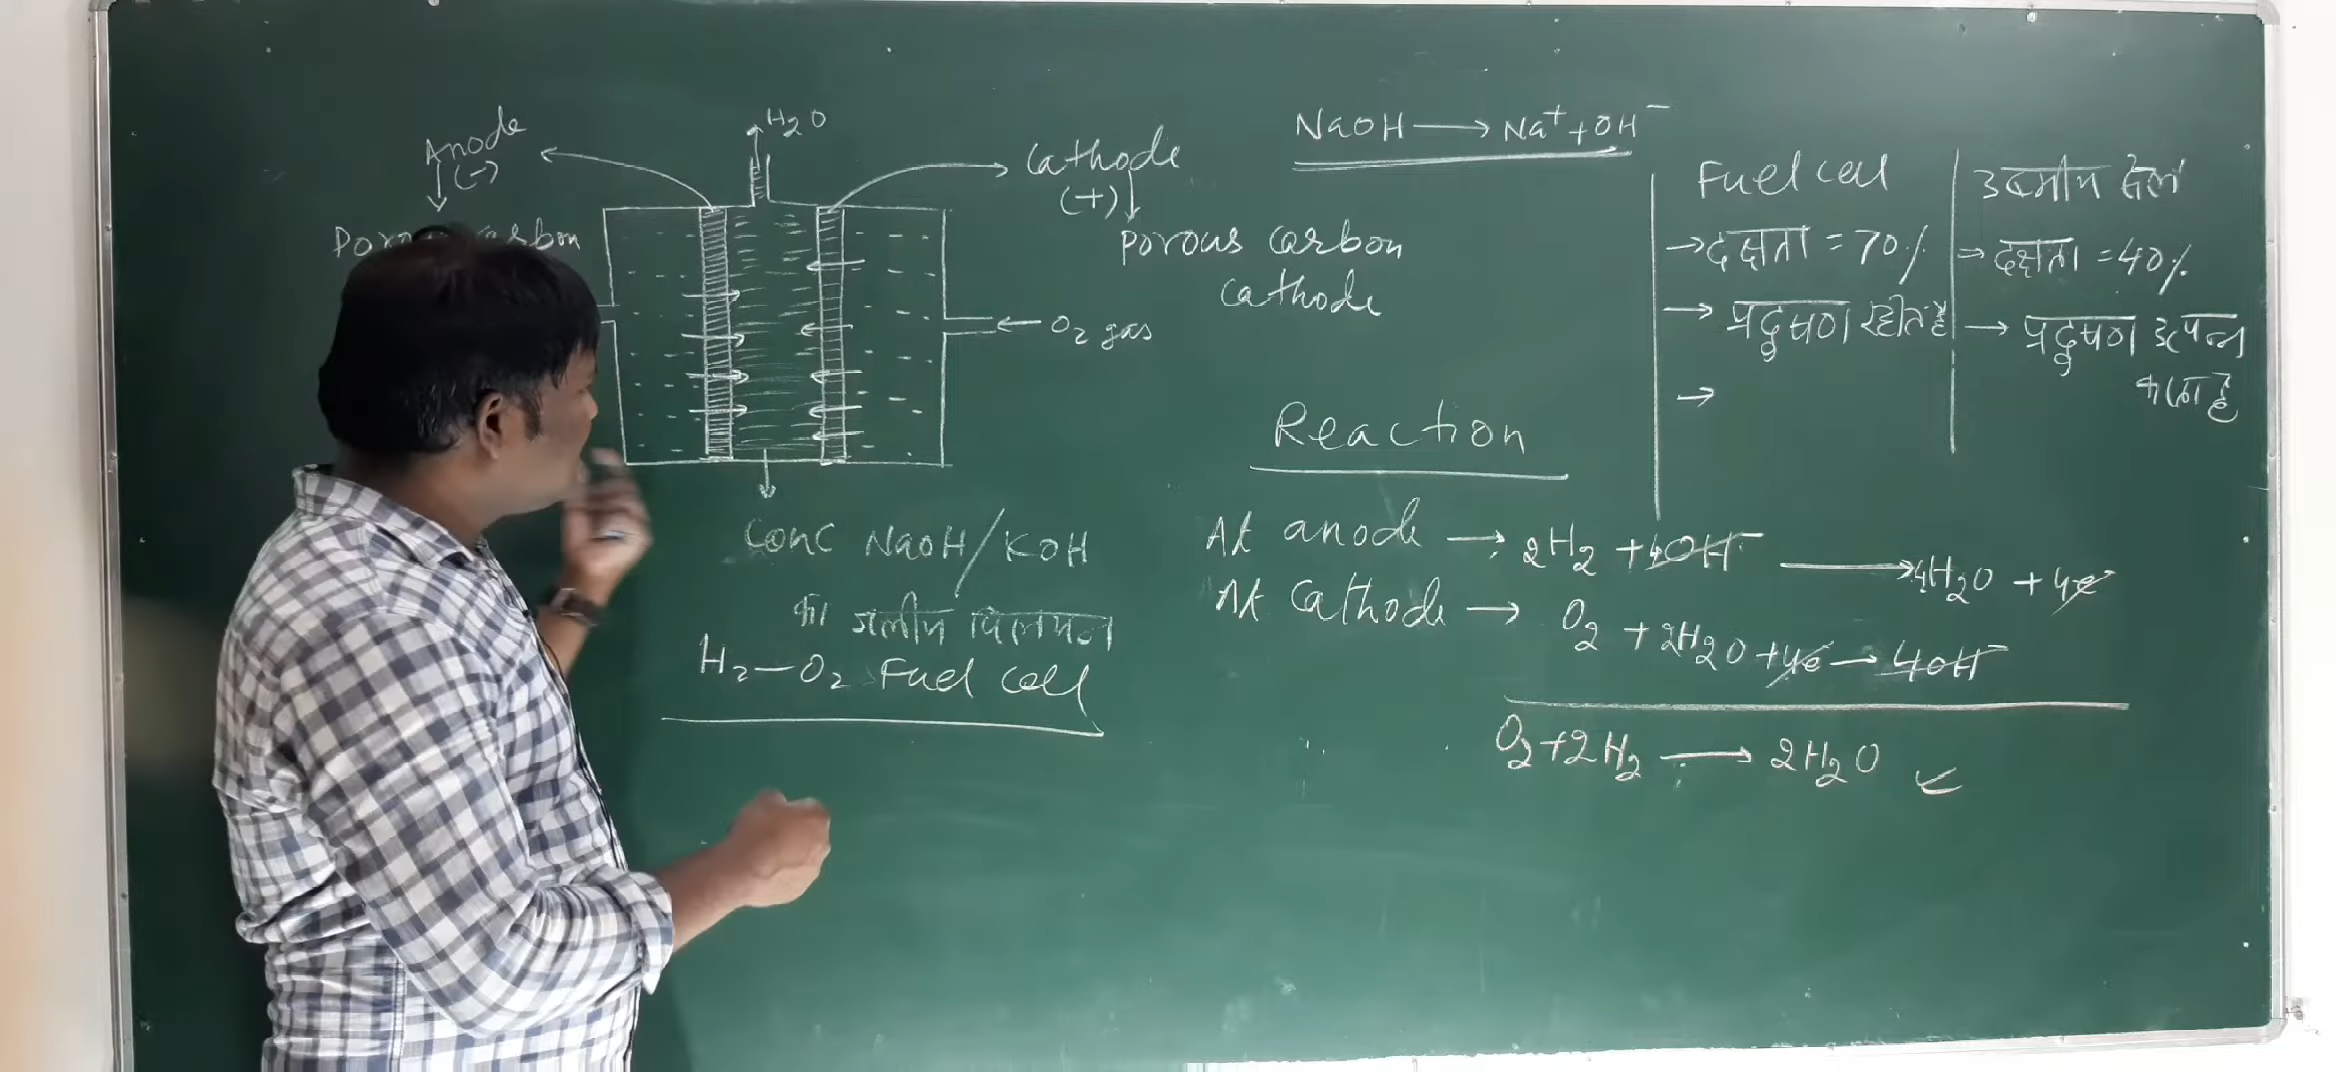 H2O
Anode
(-)
carbon
Cathode
(+)
Porous carbon
cathode
O2 gas
Conc NaOH/KOH
का जलीय विलयन
H2-O2 Fuel cell
NaOH → Na+ + OH-
Fuel cell
→ दक्षता = 70%
→ प्रदुषण रहीत है
→
उष्मीय सेल
→ दक्षता = 40%
→ प्रदुषण उत्पन्न
करता है
Reaction
At anode → 2H2 + 4OH- → 4H2O + 4e-
At Cathode → O2 + 2H2O + 4e- → 4OH-
O2 + 2H2 → 2H2O ✓